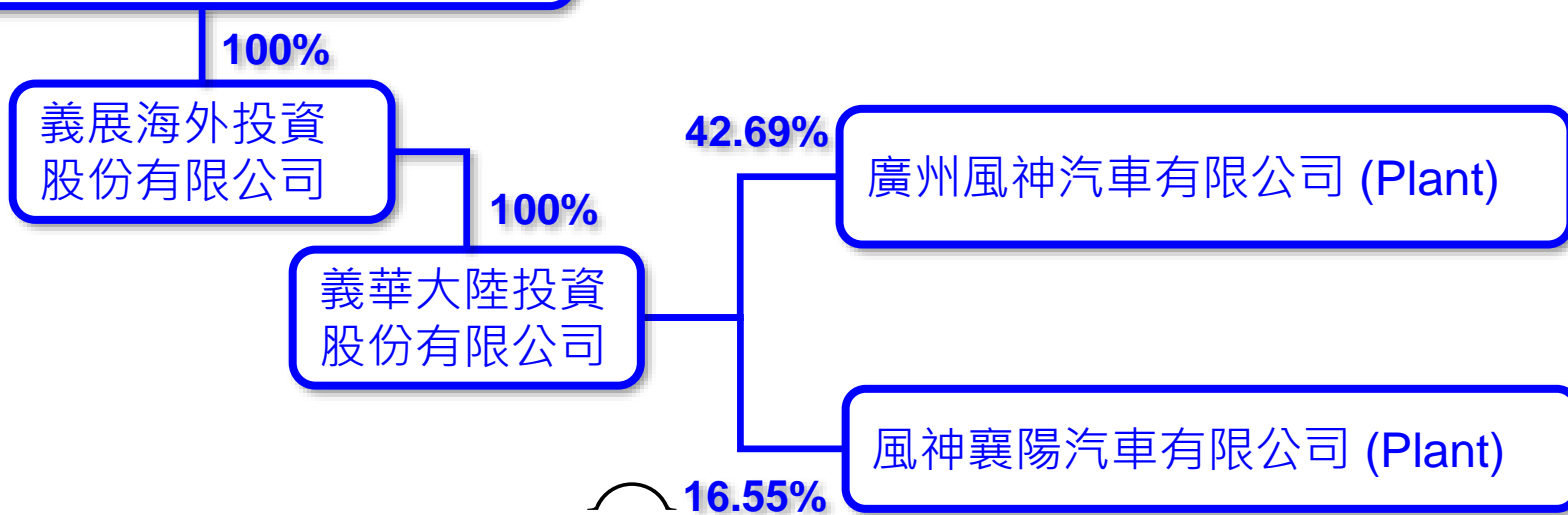 100%
義展海外投資
股份有限公司
100%
義華大陸投資
股份有限公司
42.69%
廣州風神汽車有限公司 (Plant)
風神襄陽汽車有限公司 (Plant)
16.55%